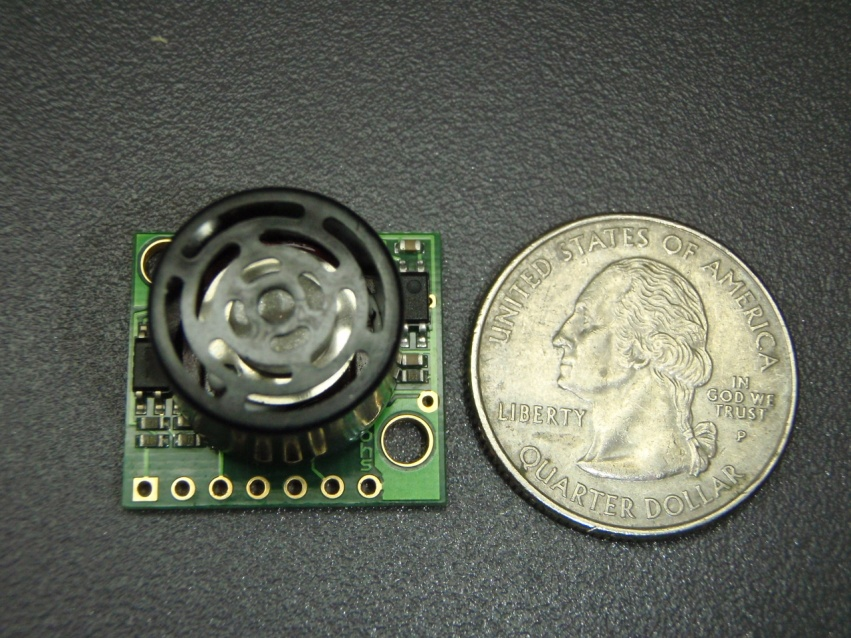 UNITED STATES OF AMERICA
LIBERTY
IN
GOD WE
TRUST
P
QUARTER DOLLAR